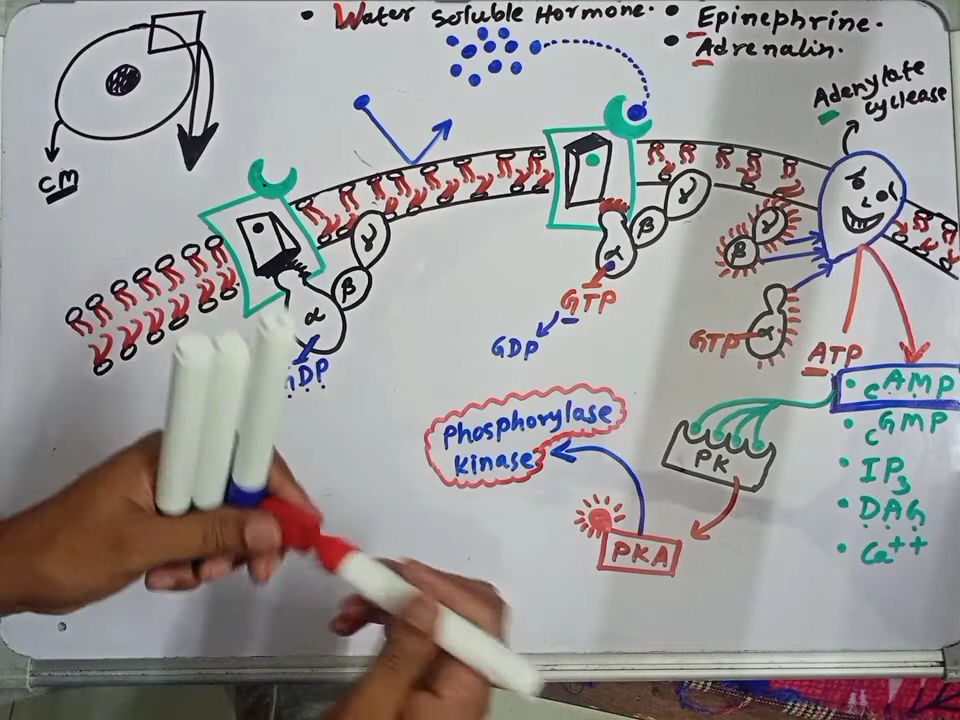 • Water Soluble Hormone.
• Epinephrine.
• Adrenalin.
Adenylate
cyclease
CM
α
β
γ
GDP
α
β
γ
GTP
GDP
β
γ
GTP
α
ATP
• cAMP
• cGMP
• IP3
• DAG
• Ca++
PK
PKA
Phosphorylase
Kinase